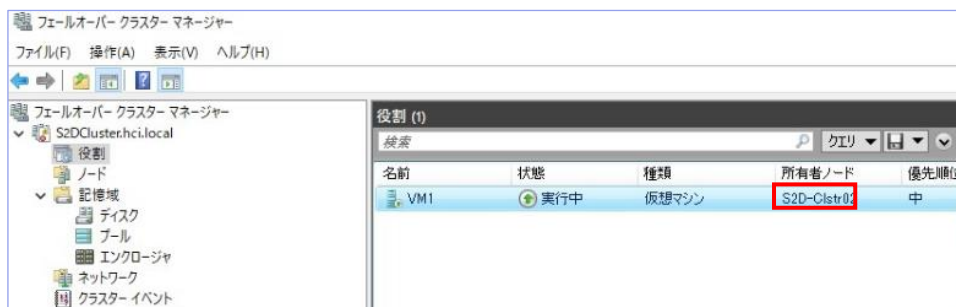 フェールオーバー クラスター マネージャー
ファイル(F) 操作(A) 表示(V) ヘルプ(H)
フェールオーバー クラスター マネージャー
S2DCluster.hci.local
役割
ノード
記憶域
ディスク
プール
エンクロージャ
ネットワーク
クラスター イベント
役割 (1)
検索 クエリ
名前 状態 種類 所有者ノード 優先順位
VM1 実行中 仮想マシン S2D-Clstr02 中